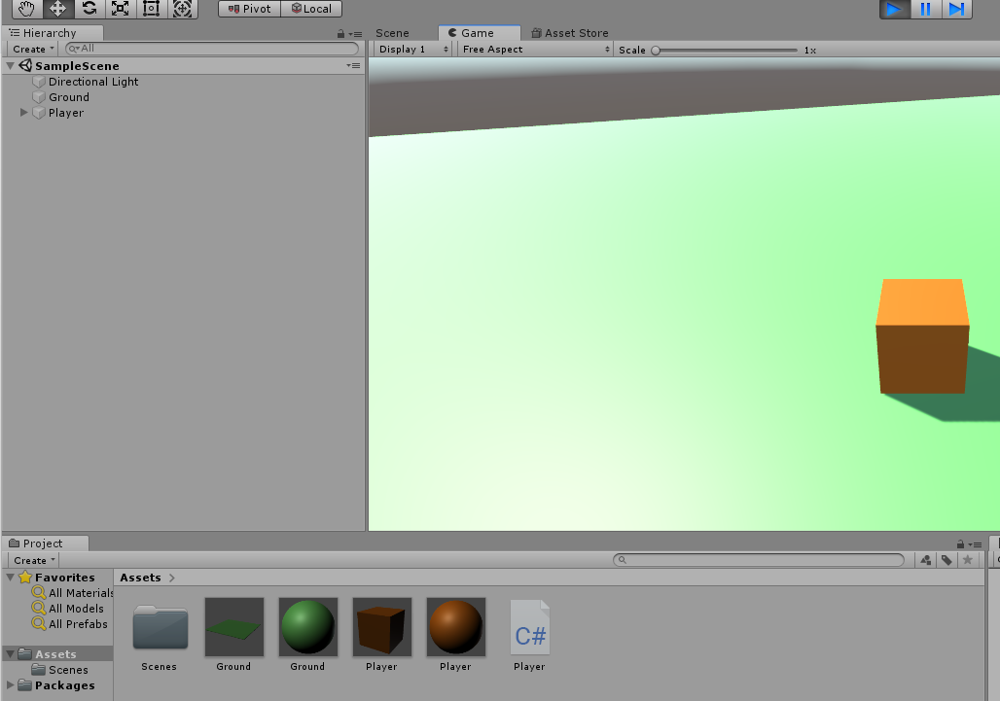 Pivot Local
Hierarchy
Create All
SampleScene
Directional Light
Ground
Player
Scene Game Asset Store
Display 1 Free Aspect Scale 1x
Project
Create
Favorites
All Materials
All Models
All Prefabs
Assets
Scenes
Packages
Assets
Scenes Ground Ground Player Player Player
C#